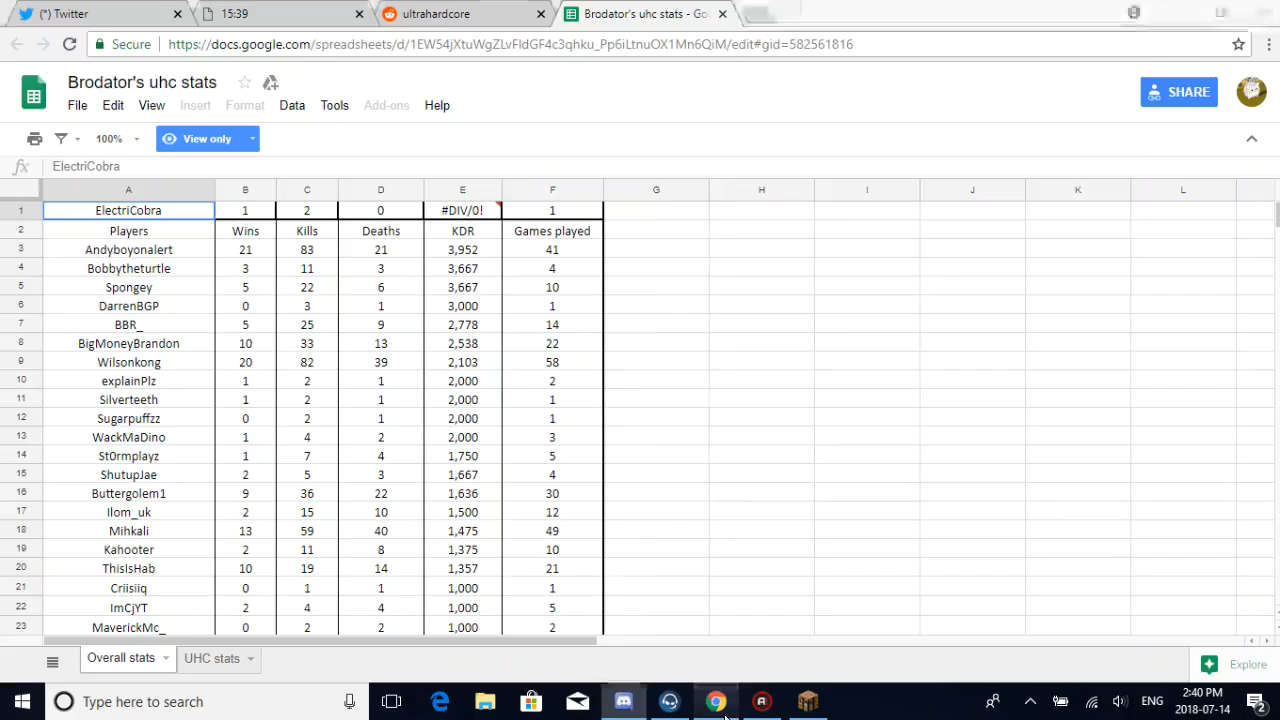 (*) Twitter 15:39 ultrahardcore Brodator's uhc stats - Go
Secure https://docs.google.com/spreadsheets/d/1EW54jXtuWgZLvFldGF4c3qhku_Pp6iLtnuOX1Mn6QiM/edit#gid=582561816
Brodator's uhc stats
SHARE
File Edit View Insert Format Data Tools Add-ons Help
100% View only
fx ElectriCobra
A B C D E F G H I J K L
1 ElectriCobra 1 2 0 #DIV/0! 1
2 Players Wins Kills Deaths KDR Games played
3 Andyboyonalert 21 83 21 3,952 41
4 Bobbytheturtle 3 11 3 3,667 4
5 Spongey 5 22 6 3,667 10
6 DarrenBGP 0 3 1 3,000 1
7 BBR_ 5 25 9 2,778 14
8 BigMoneyBrandon 10 33 13 2,538 22
9 Wilsonkong 20 82 39 2,103 58
10 explainPlz 1 2 1 2,000 2
11 Silverteeth 1 2 1 2,000 1
12 Sugarpuffzz 0 2 1 2,000 1
13 WackMaDino 1 4 2 2,000 3
14 St0rmplayz 1 7 4 1,750 5
15 ShutupJae 2 5 3 1,667 4
16 Buttergolem1 9 36 22 1,636 30
17 Ilom_uk 2 15 10 1,500 12
18 Mihkali 13 59 40 1,475 49
19 Kahooter 2 11 8 1,375 10
20 ThisIsHab 10 19 14 1,357 21
21 Criisiiq 0 1 1 1,000 1
22 ImCjYT 2 4 4 1,000 5
23 MaverickMc_ 0 2 2 1,000 2
Overall stats UHC stats Explore
Type here to search ENG 2:40 PM
2018-07-14 2